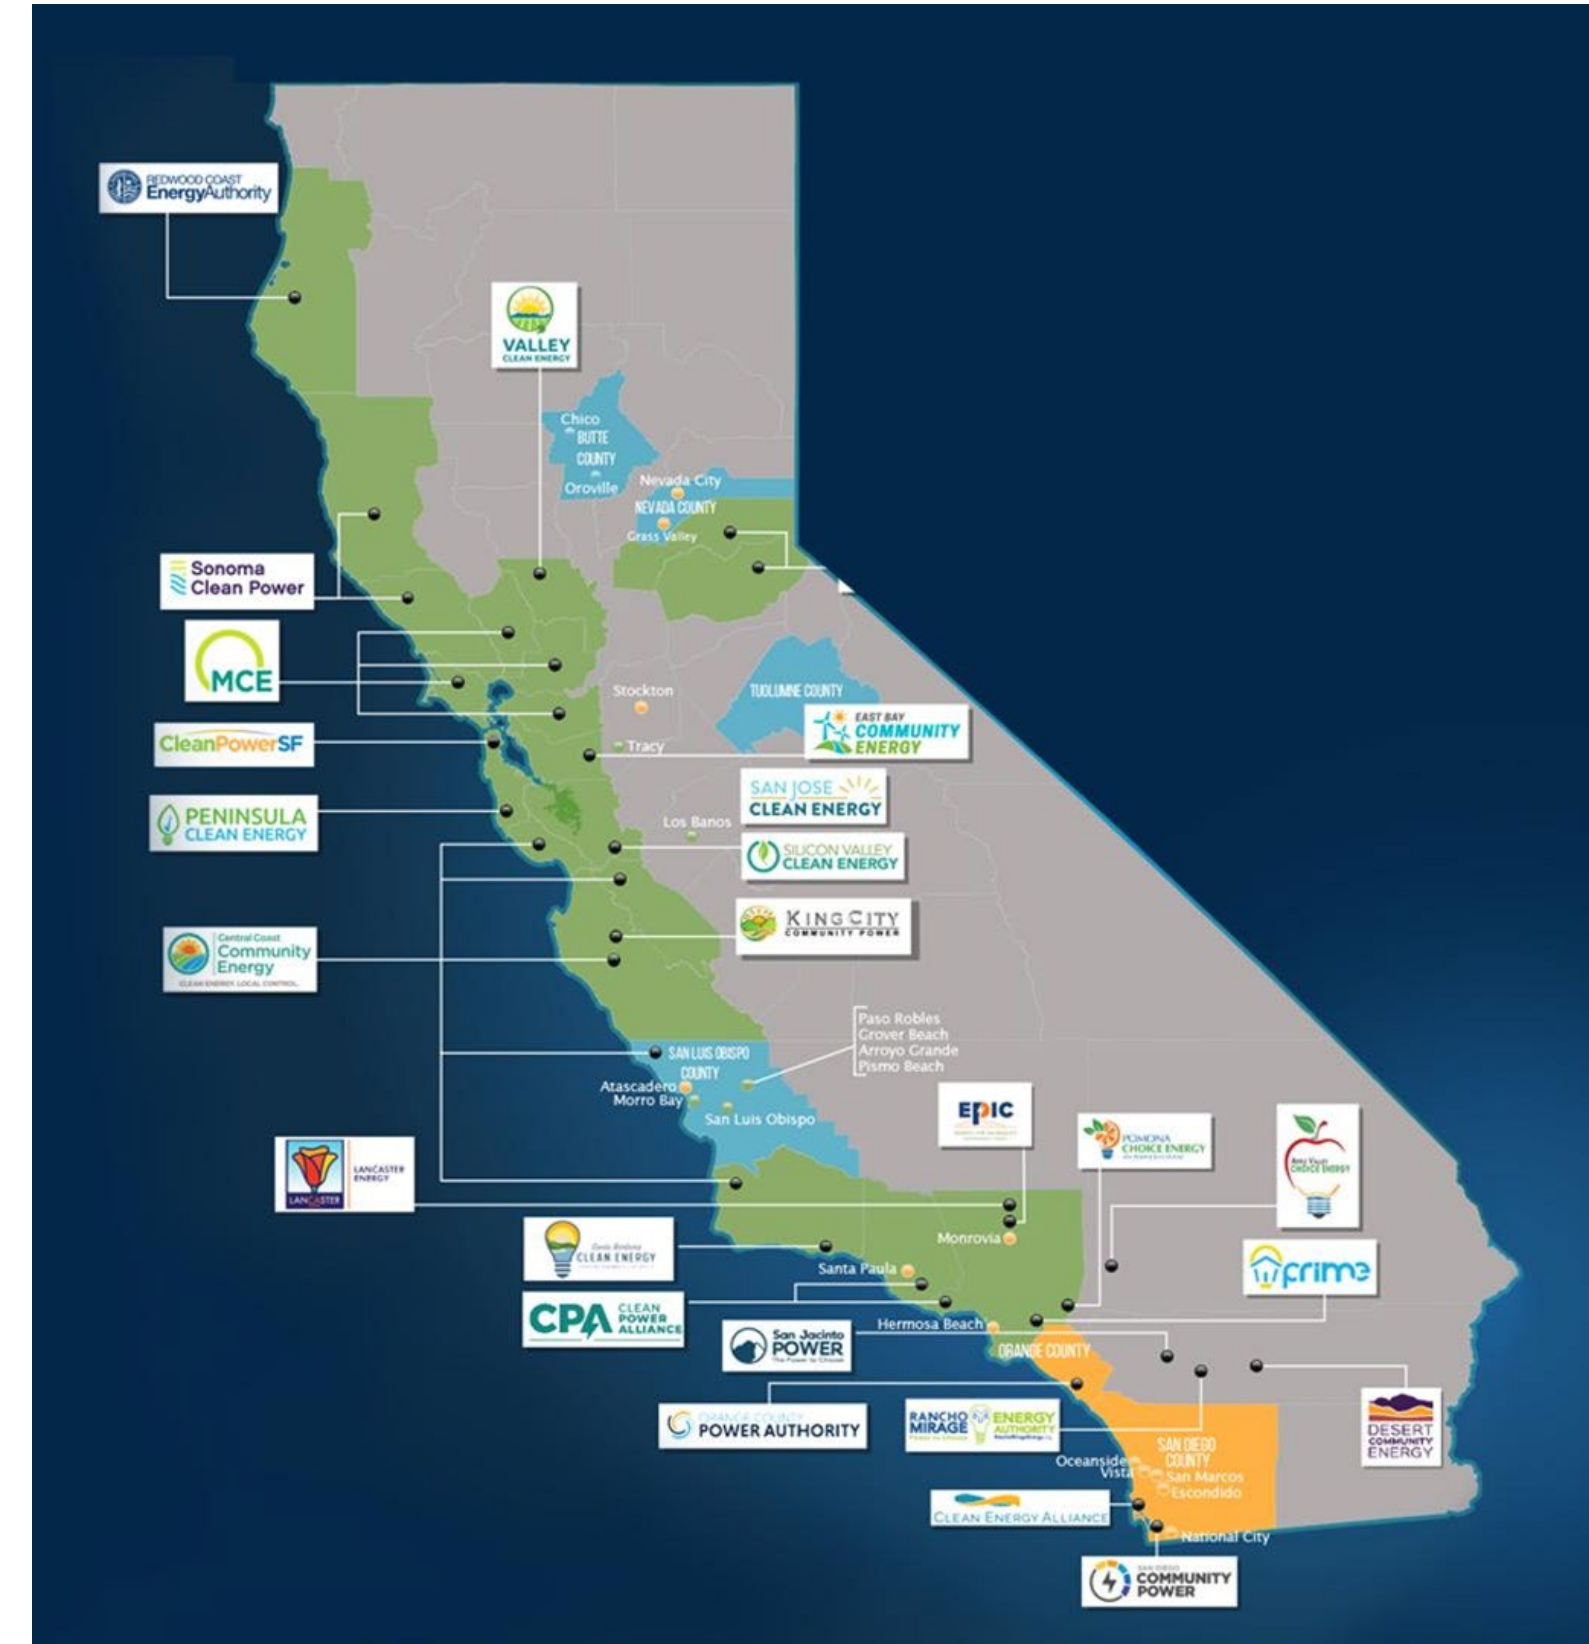 REDWOOD COAST
EnergyAuthority
VALLEY
CLEAN ENERGY
Chico
BUTTE
COUNTY
Oroville
Nevada City
NEVADA COUNTY
Grass Valley
Sonoma
Clean Power
MCE
Stockton
TUOLUMNE COUNTY
EAST BAY
COMMUNITY
ENERGY
CleanPowerSF
Tracy
SAN JOSE
CLEAN ENERGY
PENINSULA
CLEAN ENERGY
Los Banos
SILICON VALLEY
CLEAN ENERGY
KING CITY
COMMUNITY POWER
Central Coast
Community
Energy
CLEAN ENERGY. LOCAL CONTROL.
Paso Robles
Grover Beach
Arroyo Grande
Pismo Beach
SAN LUIS OBISPO
COUNTY
Atascadero
Morro Bay
San Luis Obispo
EPIC
POMONA
CHOICE ENERGY
Apple Valley
CHOICE ENERGY
LANCASTER
ENERGY
LANCASTER
Monrovia
CLEAN ENERGY
Santa Paula
prime
CPA CLEAN
POWER
ALLIANCE
Hermosa Beach
San Jacinto
POWER
The Power to Choose
ORANGE COUNTY
ORANGE COUNTY
POWER AUTHORITY
RANCHO
MIRAGE
ENERGY
AUTHORITY
DESERT
COMMUNITY
ENERGY
SAN DIEGO
COUNTY
Oceanside
Vista
San Marcos
Escondido
CLEAN ENERGY ALLIANCE
National City
SAN DIEGO
COMMUNITY
POWER